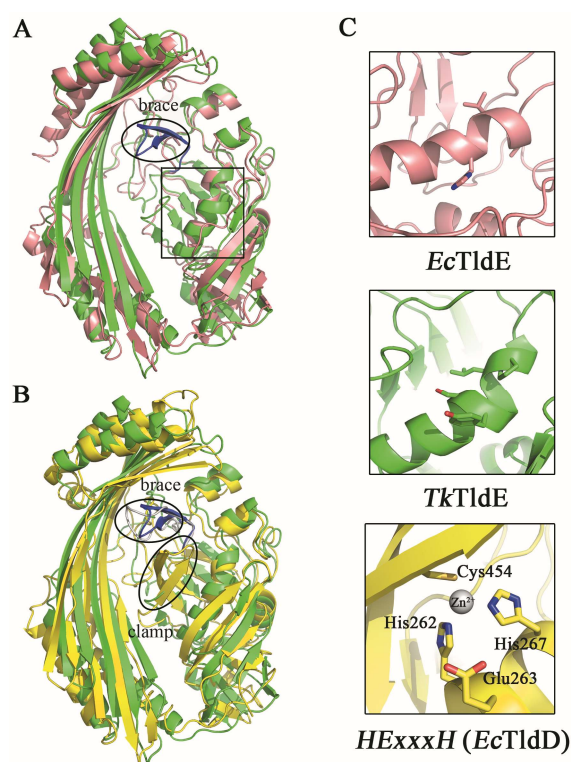 A
brace
B
brace
clamp
C
EcTldE
TkTldE
Cys454
Zn²⁺
His262
His267
Glu263
HExxxH (EcTldD)